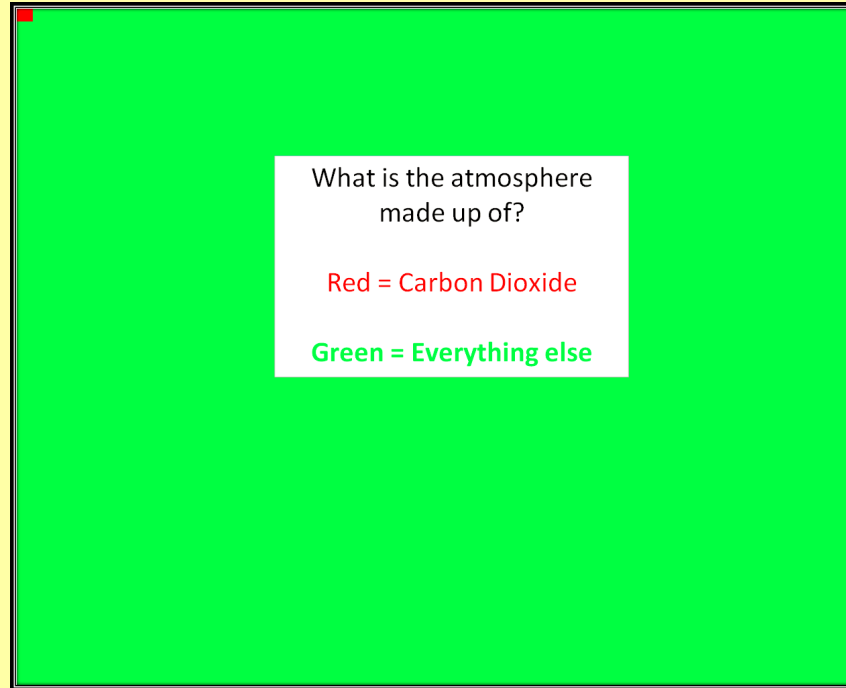 What is the atmosphere
made up of?
Red = Carbon Dioxide
Green = Everything else